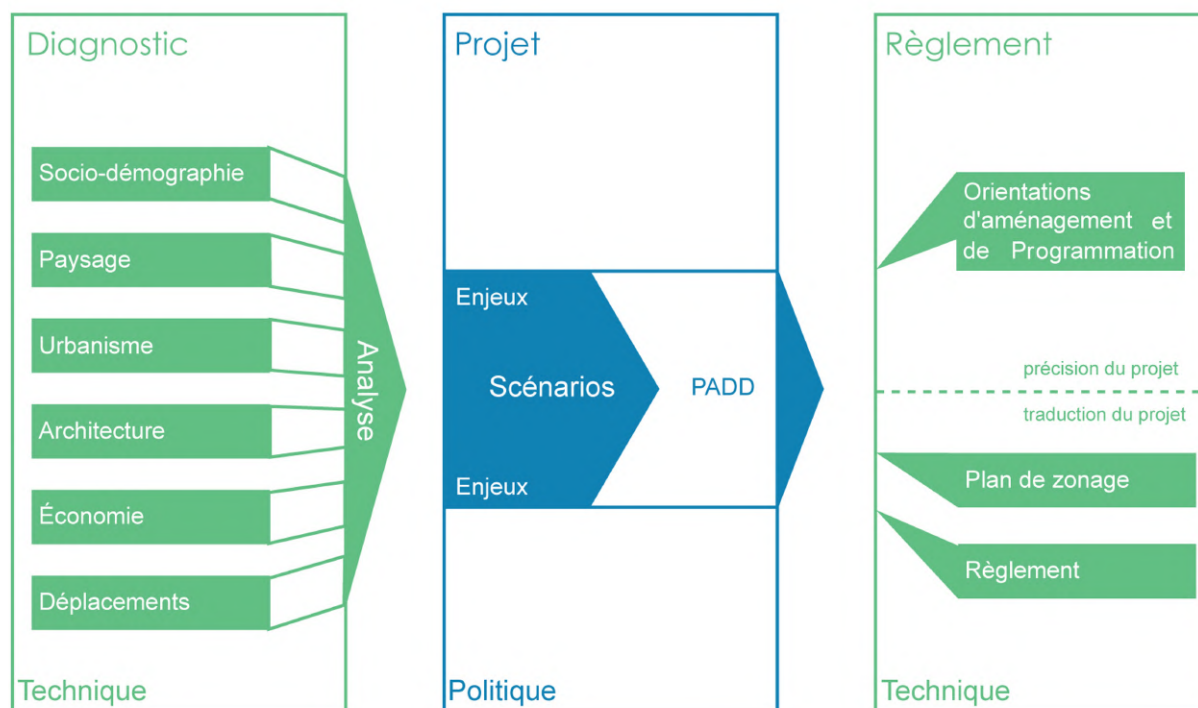 Diagnostic
Socio-démographie
Paysage
Urbanisme
Architecture
Économie
Déplacements
Analyse
Technique
Projet
Enjeux
Scénarios
PADD
Enjeux
Politique
Règlement
Orientations
d'aménagement et
de Programmation
précision du projet
traduction du projet
Plan de zonage
Règlement
Technique